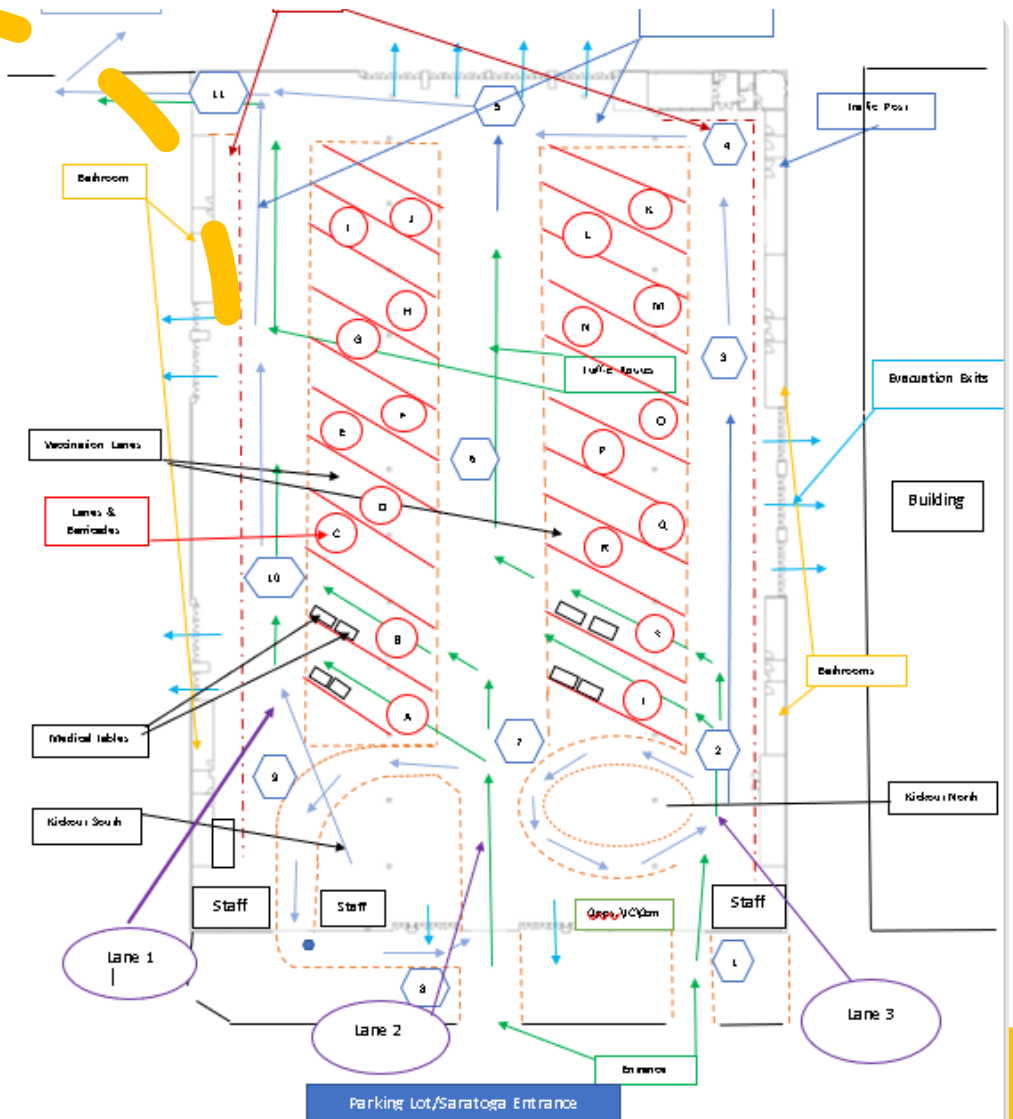 11
5
Traffic Post
4
Bathroom
K
J
I
L
M
H
N
G
3
Traffic Routes
Evacuation Exits
F
O
E
Vaccination Lanes
P
6
D
Building
Lanes &
Barricades
C
Q
R
10
B
S
Bathrooms
T
A
Medical Tables
7
2
9
Kickout North
Kickout South
Staff
Staff
Staff
Lane 1
1
8
Lane 2
Lane 3
Entrance
Parking Lot/Saratoga Entrance